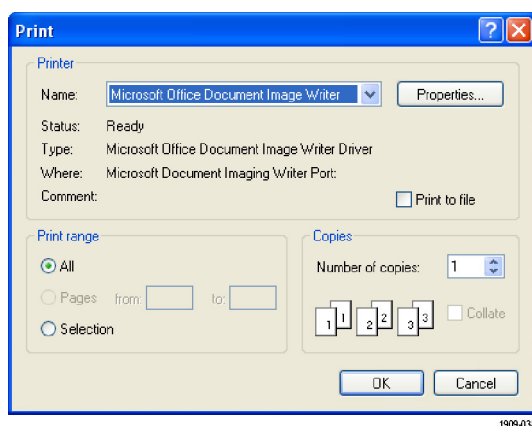 Print
Printer
Name: Microsoft Office Document Image Writer Properties...
Status: Ready
Type: Microsoft Office Document Image Writer Driver
Where: Microsoft Document Imaging Writer Port:
Comment: Print to file
Print range
All
Pages from: to:
Selection
Copies
Number of copies: 1
1 1 2 2 3 3 Collate
OK Cancel